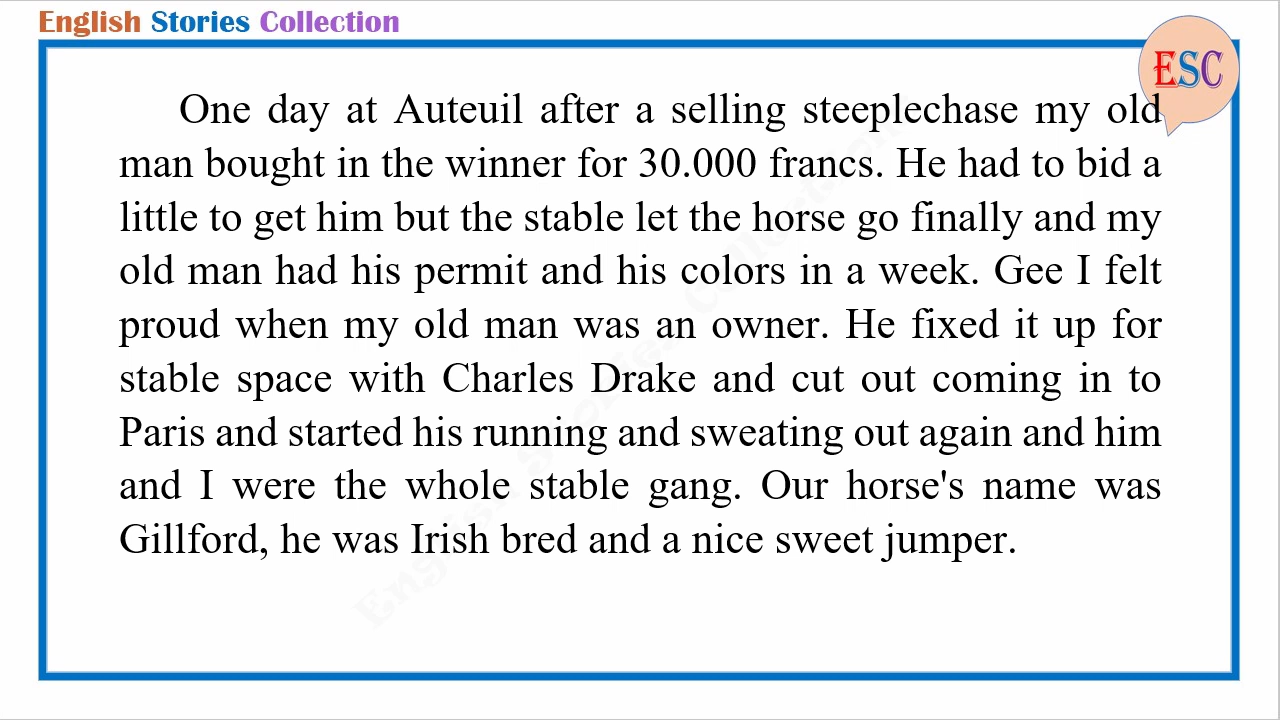 English Stories Collection
ESC
One day at Auteuil after a selling steeplechase my old
man bought in the winner for 30.000 francs. He had to bid a
little to get him but the stable let the horse go finally and my
old man had his permit and his colors in a week. Gee I felt
proud when my old man was an owner. He fixed it up for
stable space with Charles Drake and cut out coming in to
Paris and started his running and sweating out again and him
and I were the whole stable gang. Our horse's name was
Gillford, he was Irish bred and a nice sweet jumper.
English Stories Collection